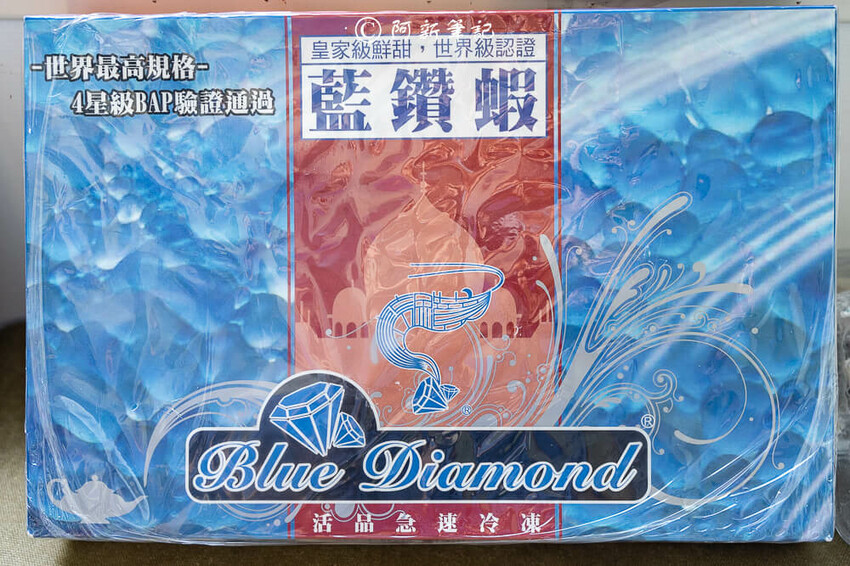 © 阿新筆記
皇家級鮮甜，世界級認證
藍鑽蝦
-世界最高規格-
4星級BAP驗證通過
®
®
Blue Diamond
活品急速冷凍